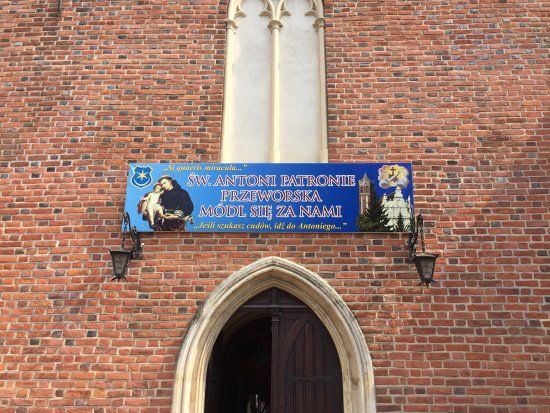 „Si quaeris miracula..."
ŚW. ANTONI PATRONIE
PRZEWORSKA
MÓDL SIĘ ZA NAMI
„Jeśli szukasz cudów, idź do Antoniego..."